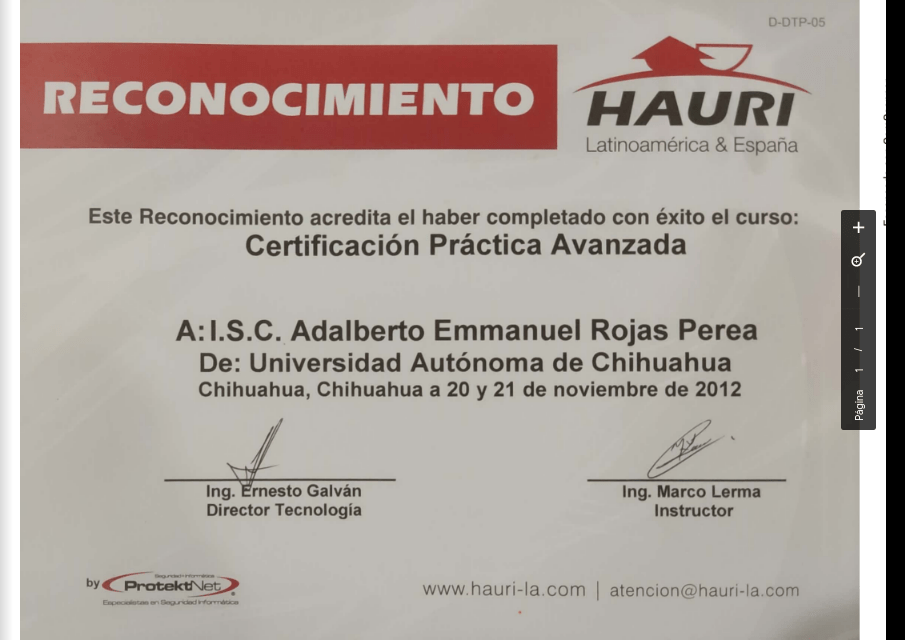 D-DTP-05
RECONOCIMIENTO
HAURI
Latinoamérica & España
Este Reconocimiento acredita el haber completado con éxito el curso:
Certificación Práctica Avanzada
A: I.S.C. Adalberto Emmanuel Rojas Perea
De: Universidad Autónoma de Chihuahua
Chihuahua, Chihuahua a 20 y 21 de noviembre de 2012
Ing. Ernesto Galván
Director Tecnología
Ing. Marco Lerma
Instructor
by ProtektNet
Seguridad Informática
Especialistas en Seguridad Informática
www.hauri-la.com | atencion@hauri-la.com
Página 1 / 1